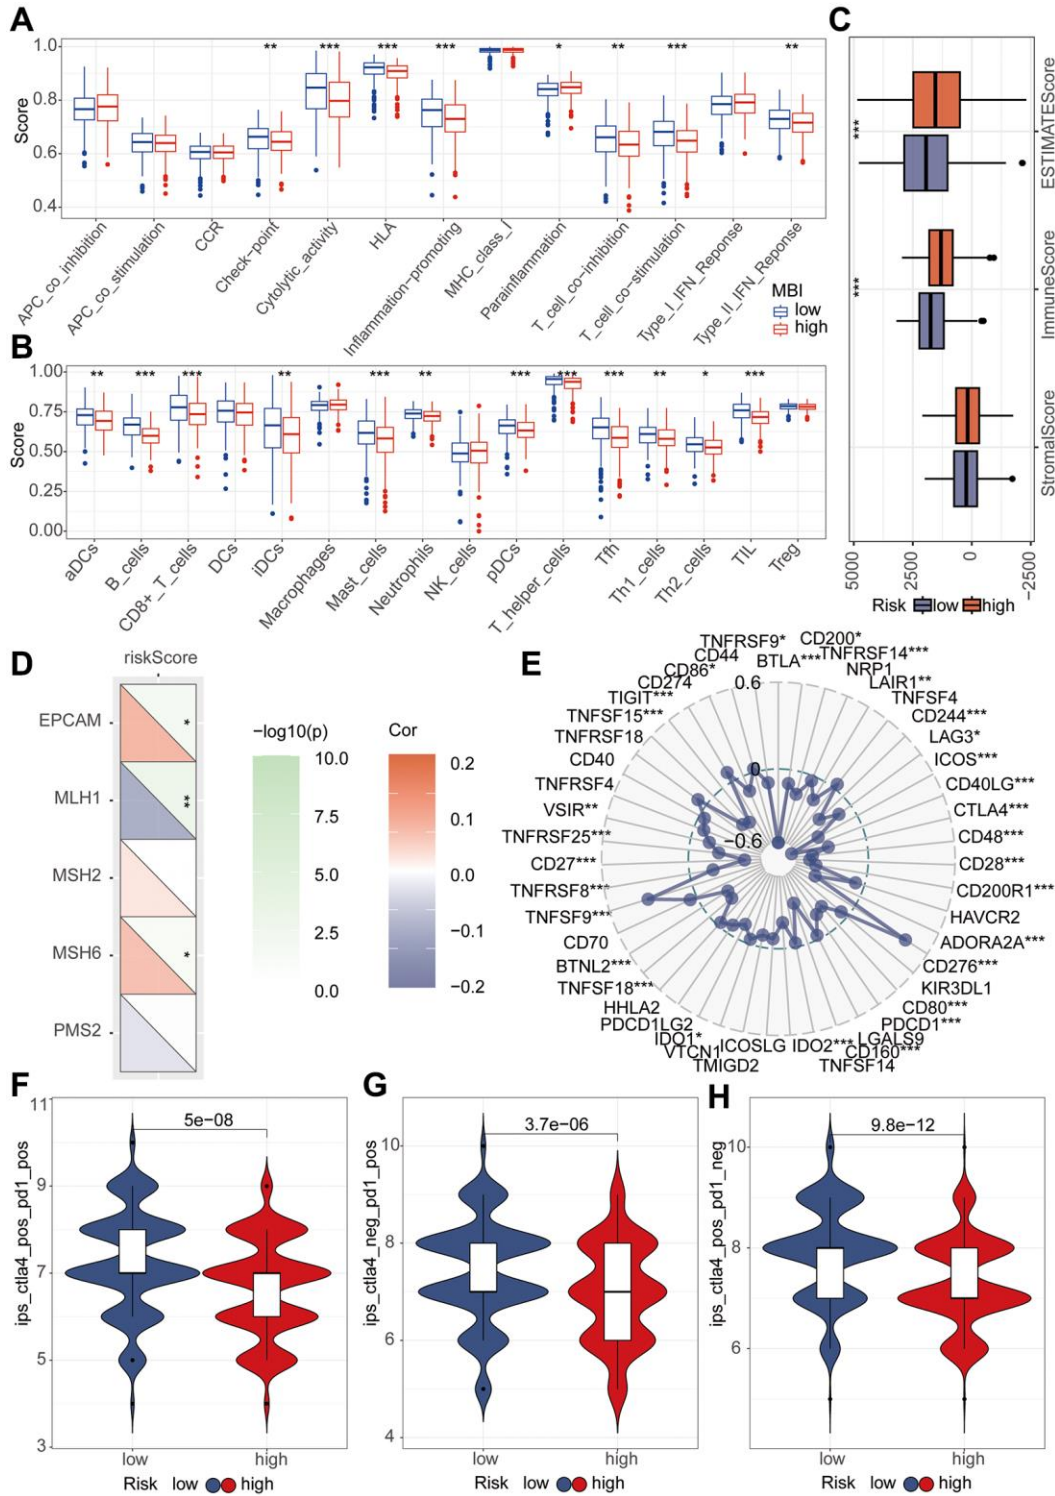 A
Score
1.0
0.8
0.6
0.4
** *** *** *** * ** *** **
APC_co_inhibition
APC_co_stimulation
CCR
Check-point
Cytolytic_activity
HLA
Inflammation-promoting
MHC_class_I
Parainflammation
T_cell_co-inhibition
T_cell_co-stimulation
Type_I_IFN_Reponse
Type_II_IFN_Reponse
MBI
low
high
B
Score
1.00
0.75
0.50
0.25
0.00
** *** *** ** *** ** *** *** *** ** * ***
aDCs
B_cells
CD8+_T_cells
DCs
iDCs
Macrophages
Mast_cells
Neutrophils
NK_cells
pDCs
T_helper_cells
Tfh
Th1_cells
Th2_cells
TIL
Treg
C
***
***
ESTIMATEScore
ImmuneScore
StromalScore
5000
2500
0
-2500
Risk low high
D
riskScore
EPCAM
MLH1
MSH2
MSH6
PMS2
*
**
*
-log10(p)
10.0
7.5
5.0
2.5
0.0
Cor
0.2
0.1
0.0
-0.1
-0.2
E
0.6
0
-0.6
BTLA***
CD200*
TNFRSF14***
NRP1
LAIR1**
TNFSF4
CD244***
LAG3*
ICOS***
CD40LG***
CTLA4***
CD48***
CD28***
CD200R1***
HAVCR2
ADORA2A***
CD276***
KIR3DL1
CD80***
PDCD1***
LGALS9
CD160***
TNFSF14
IDO2***
ICOSLG
TMIGD2
VTCN1
IDO1*
PDCD1LG2
HHLA2
TNFSF18***
BTNL2***
CD70
TNFSF9***
TNFRSF8***
CD27***
TNFRSF25***
VSIR**
TNFRSF4
CD40
TNFRSF18
TNFSF15***
TIGIT***
CD274
CD86*
CD44
TNFRSF9*
F
ips_ctla4_pos_pd1_pos
11
9
7
5
3
5e-08
low
high
Risk low high
G
ips_ctla4_neg_pd1_pos
10
8
6
4
3.7e-06
low
high
Risk low high
H
ips_ctla4_pos_pd1_neg
10
8
6
9.8e-12
low
high
Risk low high